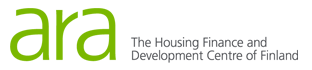 ara
The Housing Finance and
Development Centre of Finland